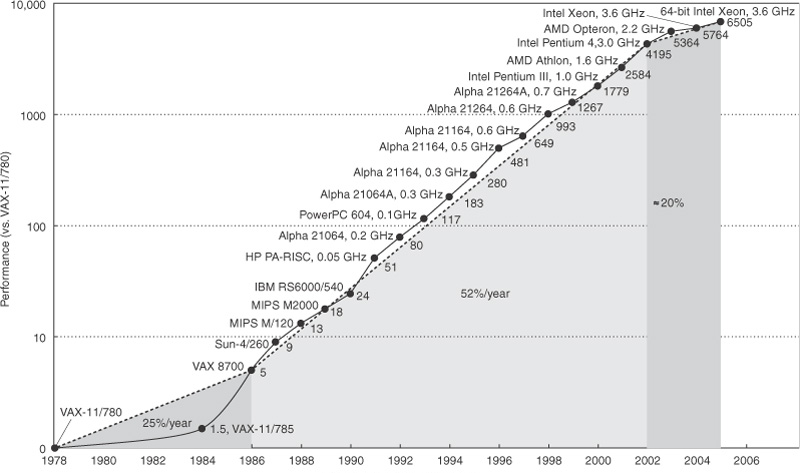 10,000
1000
100
10
0
Performance (vs. VAX-11/780)
Intel Xeon, 3.6 GHz
64-bit Intel Xeon, 3.6 GHz
6505
AMD Opteron, 2.2 GHz
5764
Intel Pentium 4,3.0 GHz
5364
4195
AMD Athlon, 1.6 GHz
2584
Intel Pentium III, 1.0 GHz
1779
Alpha 21264A, 0.7 GHz
1267
Alpha 21264, 0.6 GHz
993
Alpha 21164, 0.6 GHz
649
Alpha 21164, 0.5 GHz
481
Alpha 21164, 0.3 GHz
280
Alpha 21064A, 0.3 GHz
183
PowerPC 604, 0.1GHz
117
Alpha 21064, 0.2 GHz
80
HP PA-RISC, 0.05 GHz
51
IBM RS6000/540
24
MIPS M2000
18
MIPS M/120
13
Sun-4/260
9
VAX 8700
5
VAX-11/780
25%/year
1.5, VAX-11/785
52%/year
≈20%
1978 1980 1982 1984 1986 1988 1990 1992 1994 1996 1998 2000 2002 2004 2006